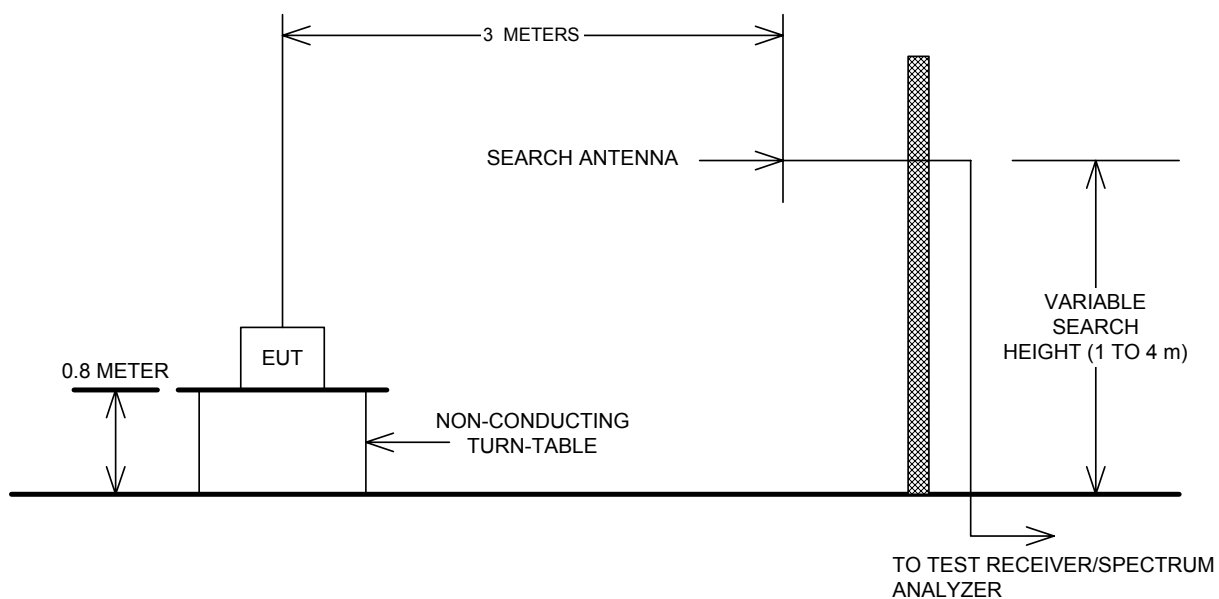 3 METERS
SEARCH ANTENNA
EUT
0.8 METER
NON-CONDUCTING
TURN-TABLE
VARIABLE
SEARCH
HEIGHT (1 TO 4 m)
TO TEST RECEIVER/SPECTRUM
ANALYZER